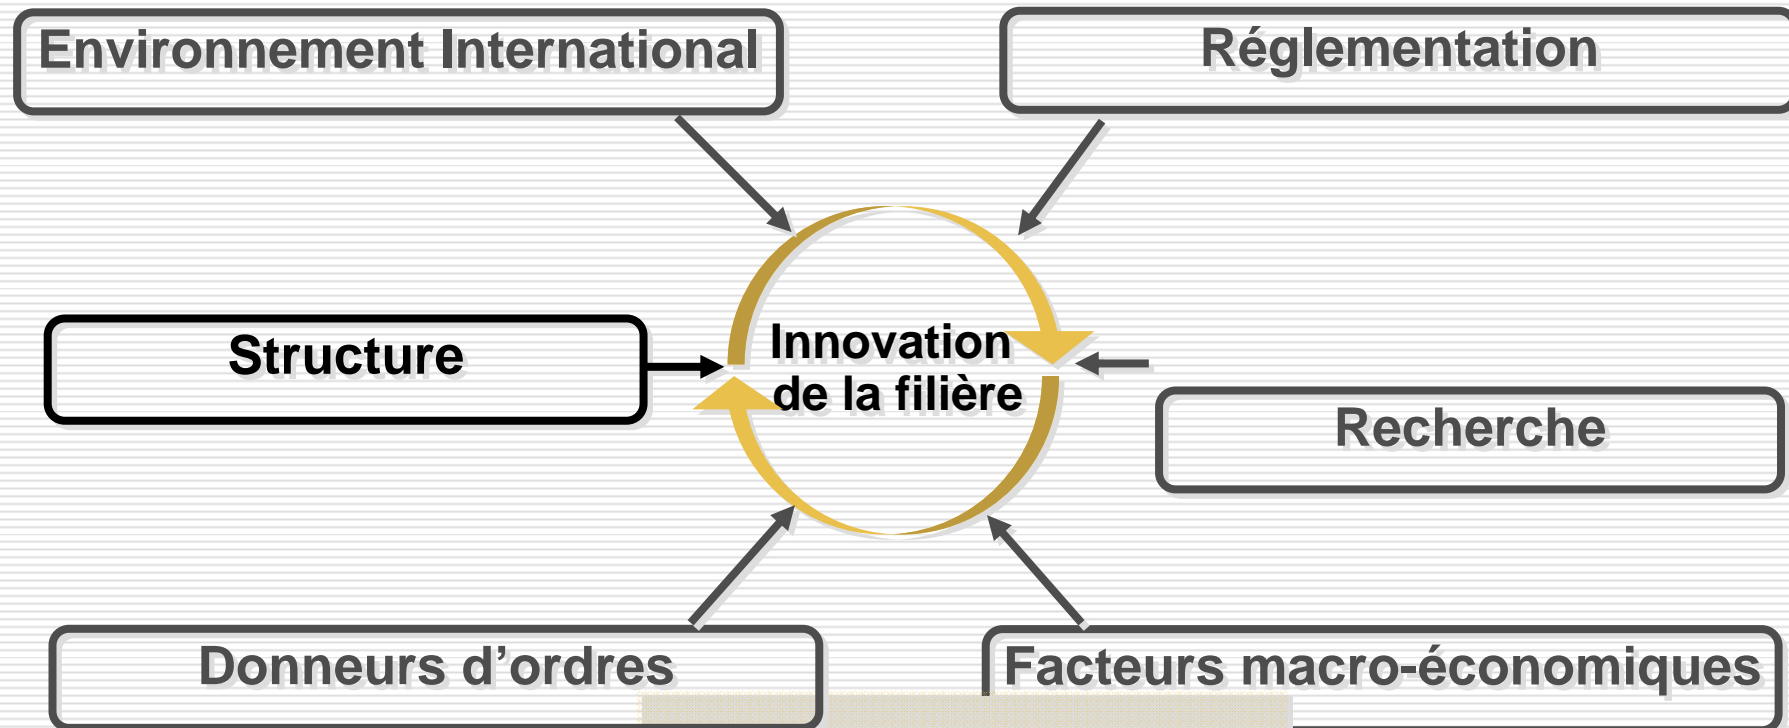 Environnement International
Réglementation
Structure
Innovation
de la filière
Recherche
Donneurs d’ordres
Facteurs macro-économiques